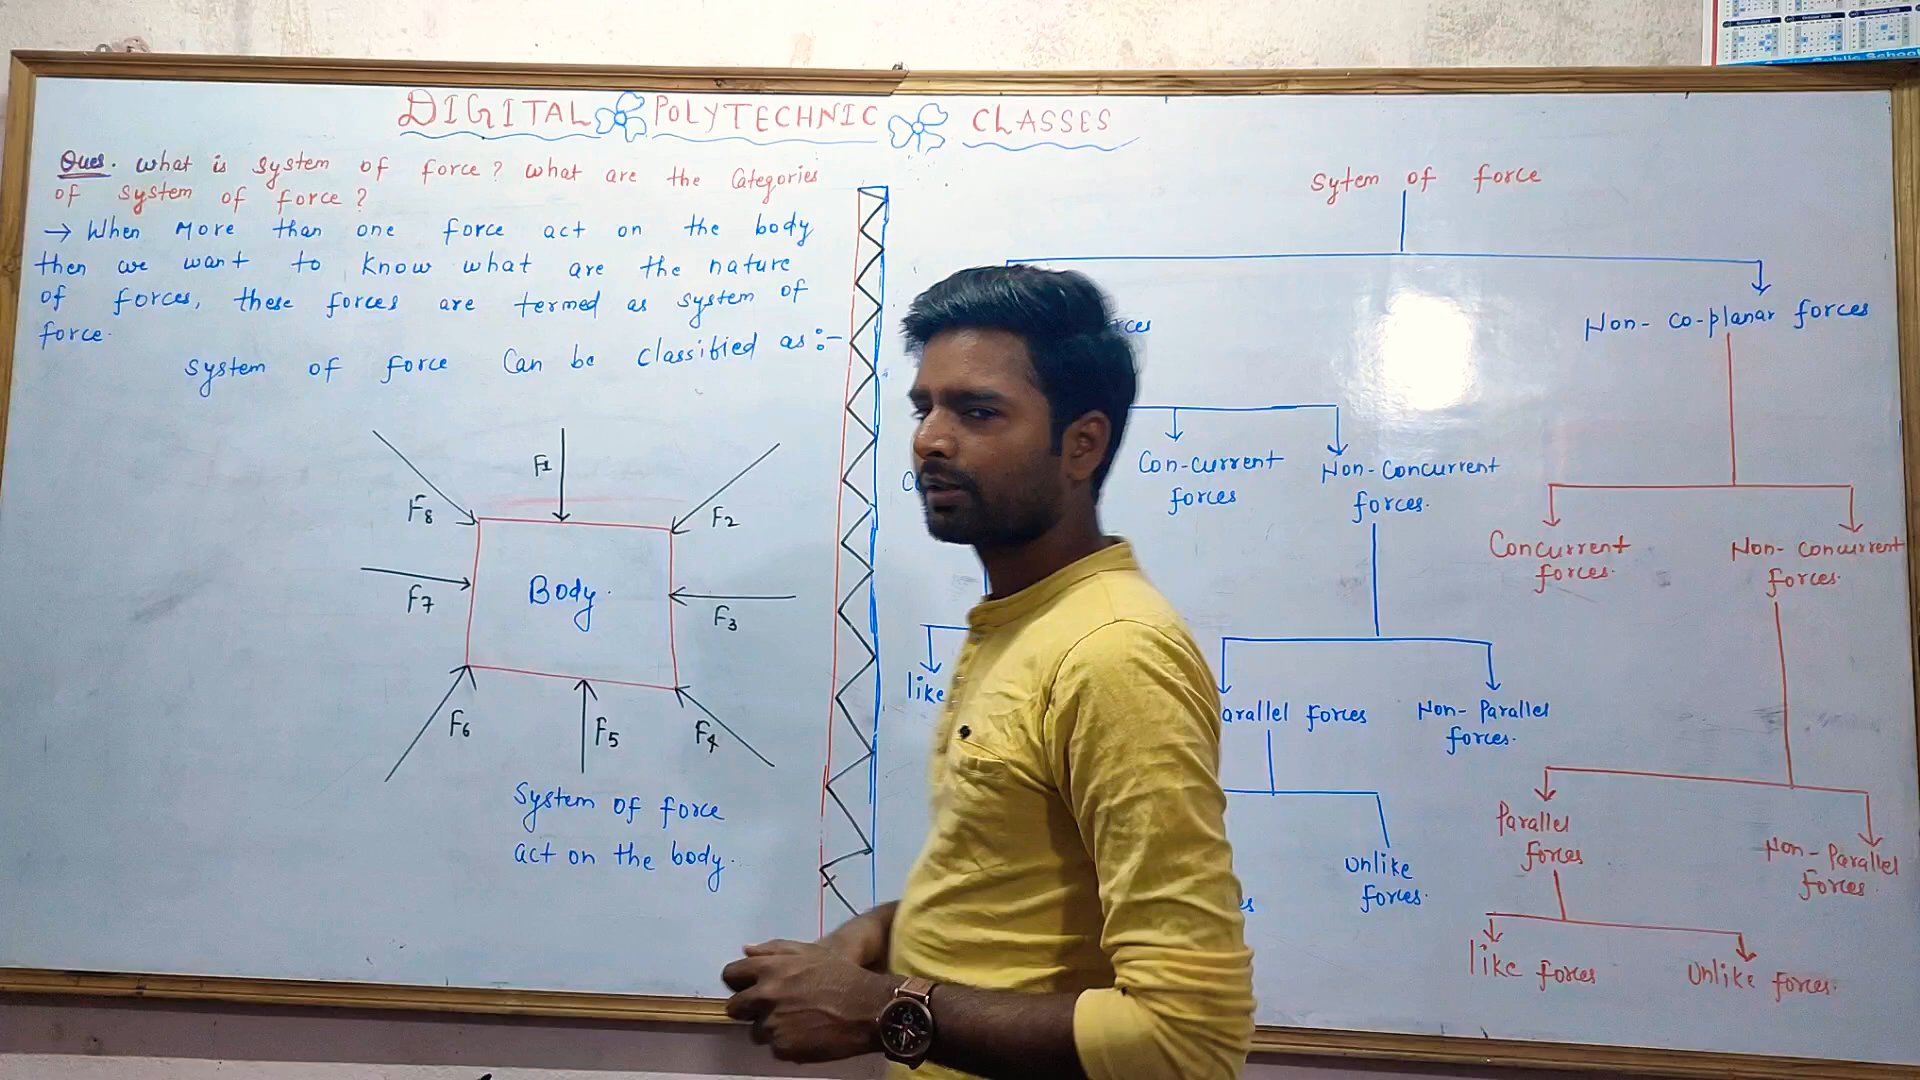 DIGITAL POLYTECHNIC CLASSES
Ques. What is system of force? What are the Categories
of system of force?
→ When More than one force act on the body
then we want to know what are the nature
of forces, these forces are termed as system of
force.
System of force Can be Classified as :-
F1
F2
F3
F4
F5
F6
F7
F8
Body.
System of force
act on the body.
Sytem of force
Non-co-planar forces
Con-current
forces
Non-Concurrent
forces.
Concurrent
forces.
Non-concurrent
forces.
like
forces
Non-Parallel
forces.
Parallel
forces
Non-Parallel
forces.
Unlike
forces.
like forces
Unlike forces.